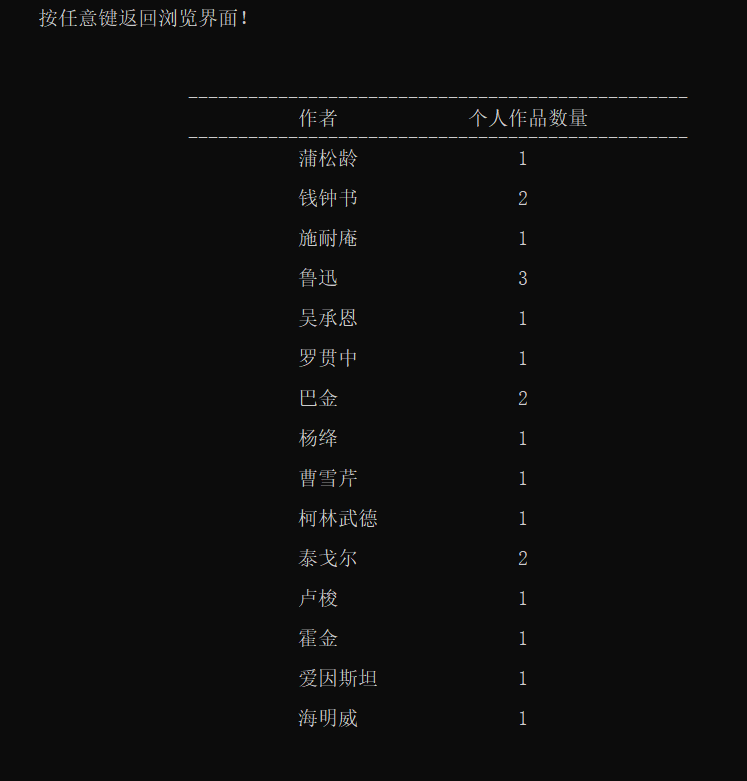 按任意键返回浏览界面!
--------------------------------------------------
作者 个人作品数量
--------------------------------------------------
蒲松龄 1
钱钟书 2
施耐庵 1
鲁迅 3
吴承恩 1
罗贯中 1
巴金 2
杨绛 1
曹雪芹 1
柯林武德 1
泰戈尔 2
卢梭 1
霍金 1
爱因斯坦 1
海明威 1